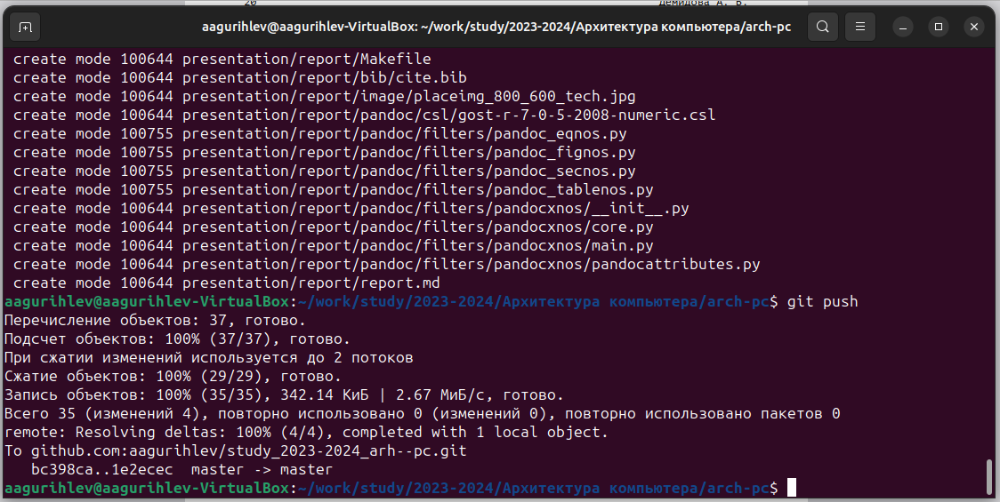 20 Демидова А. В.
aagurihlev@aagurihlev-VirtualBox: ~/work/study/2023-2024/Архитектура компьютера/arch-pc
create mode 100644 presentation/report/Makefile
create mode 100644 presentation/report/bib/cite.bib
create mode 100644 presentation/report/image/placeimg_800_600_tech.jpg
create mode 100644 presentation/report/pandoc/csl/gost-r-7-0-5-2008-numeric.csl
create mode 100755 presentation/report/pandoc/filters/pandoc_eqnos.py
create mode 100755 presentation/report/pandoc/filters/pandoc_fignos.py
create mode 100755 presentation/report/pandoc/filters/pandoc_secnos.py
create mode 100755 presentation/report/pandoc/filters/pandoc_tablenos.py
create mode 100644 presentation/report/pandoc/filters/pandocxnos/__init__.py
create mode 100644 presentation/report/pandoc/filters/pandocxnos/core.py
create mode 100644 presentation/report/pandoc/filters/pandocxnos/main.py
create mode 100644 presentation/report/pandoc/filters/pandocxnos/pandocattributes.py
create mode 100644 presentation/report/report.md
aagurihlev@aagurihlev-VirtualBox:~/work/study/2023-2024/Архитектура компьютера/arch-pc$ git push
Перечисление объектов: 37, готово.
Подсчет объектов: 100% (37/37), готово.
При сжатии изменений используется до 2 потоков
Сжатие объектов: 100% (29/29), готово.
Запись объектов: 100% (35/35), 342.14 КиБ | 2.67 МиБ/с, готово.
Всего 35 (изменений 4), повторно использовано 0 (изменений 0), повторно использовано пакетов 0
remote: Resolving deltas: 100% (4/4), completed with 1 local object.
To github.com:aagurihlev/study_2023-2024_arh--pc.git
bc398ca..1e2ecec  master -> master
aagurihlev@aagurihlev-VirtualBox:~/work/study/2023-2024/Архитектура компьютера/arch-pc$